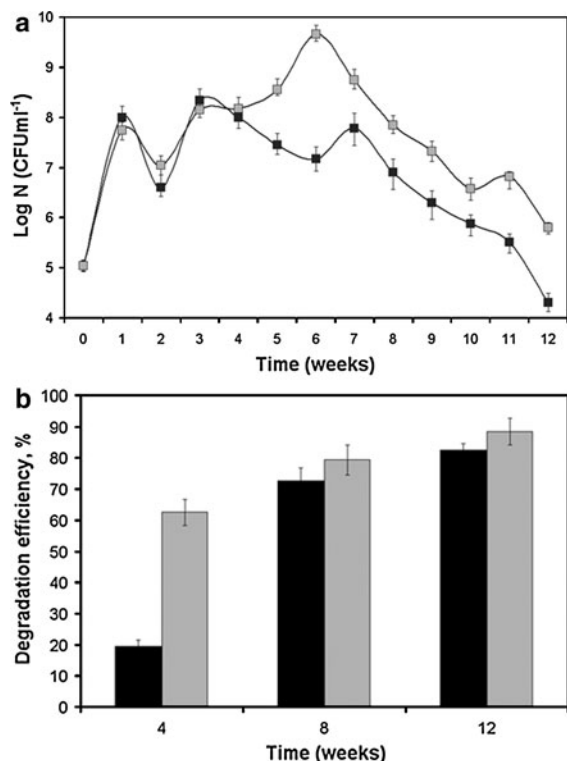 a
10
9
8
7
6
5
4
Log N (CFUml⁻¹)
0 1 2 3 4 5 6 7 8 9 10 11 12
Time (weeks)
b
100
90
80
70
60
50
40
30
20
10
0
Degradation efficiency, %
4 8 12
Time (weeks)